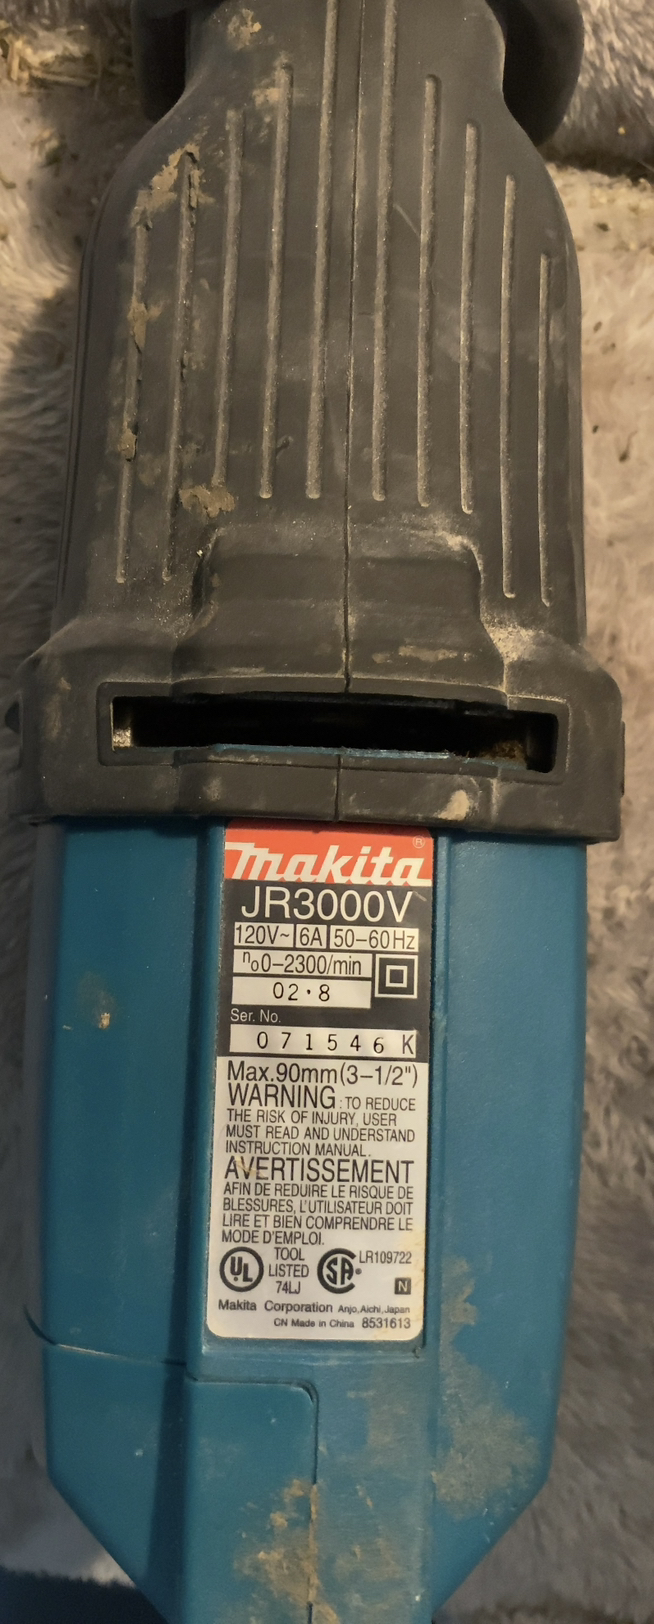 makita®
JR3000V
120V~ 6A 50-60Hz
no 0-2300/min
02·8
Ser. No.
071546 K
Max.90mm(3-1/2")
WARNING : TO REDUCE
THE RISK OF INJURY, USER
MUST READ AND UNDERSTAND
INSTRUCTION MANUAL.
AVERTISSEMENT
AFIN DE REDUIRE LE RISQUE DE
BLESSURES, L'UTILISATEUR DOIT
LIRE ET BIEN COMPRENDRE LE
MODE D'EMPLOI.
UL TOOL LISTED 74LJ SA® LR109722
N
Makita Corporation Anjo, Aichi, Japan
CN Made in China 8531613